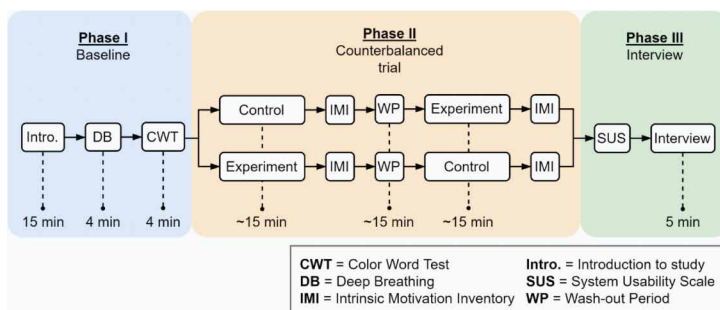 Phase I
Baseline
Phase II
Counterbalanced
trial
Phase III
Interview
Control
IMI
WP
Experiment
IMI
Intro.
DB
CWT
SUS
Interview
Experiment
IMI
WP
Control
IMI
15 min
4 min
4 min
~15 min
~15 min
~15 min
5 min
CWT = Color Word Test
DB = Deep Breathing
IMI = Intrinsic Motivation Inventory
Intro. = Introduction to study
SUS = System Usability Scale
WP = Wash-out Period